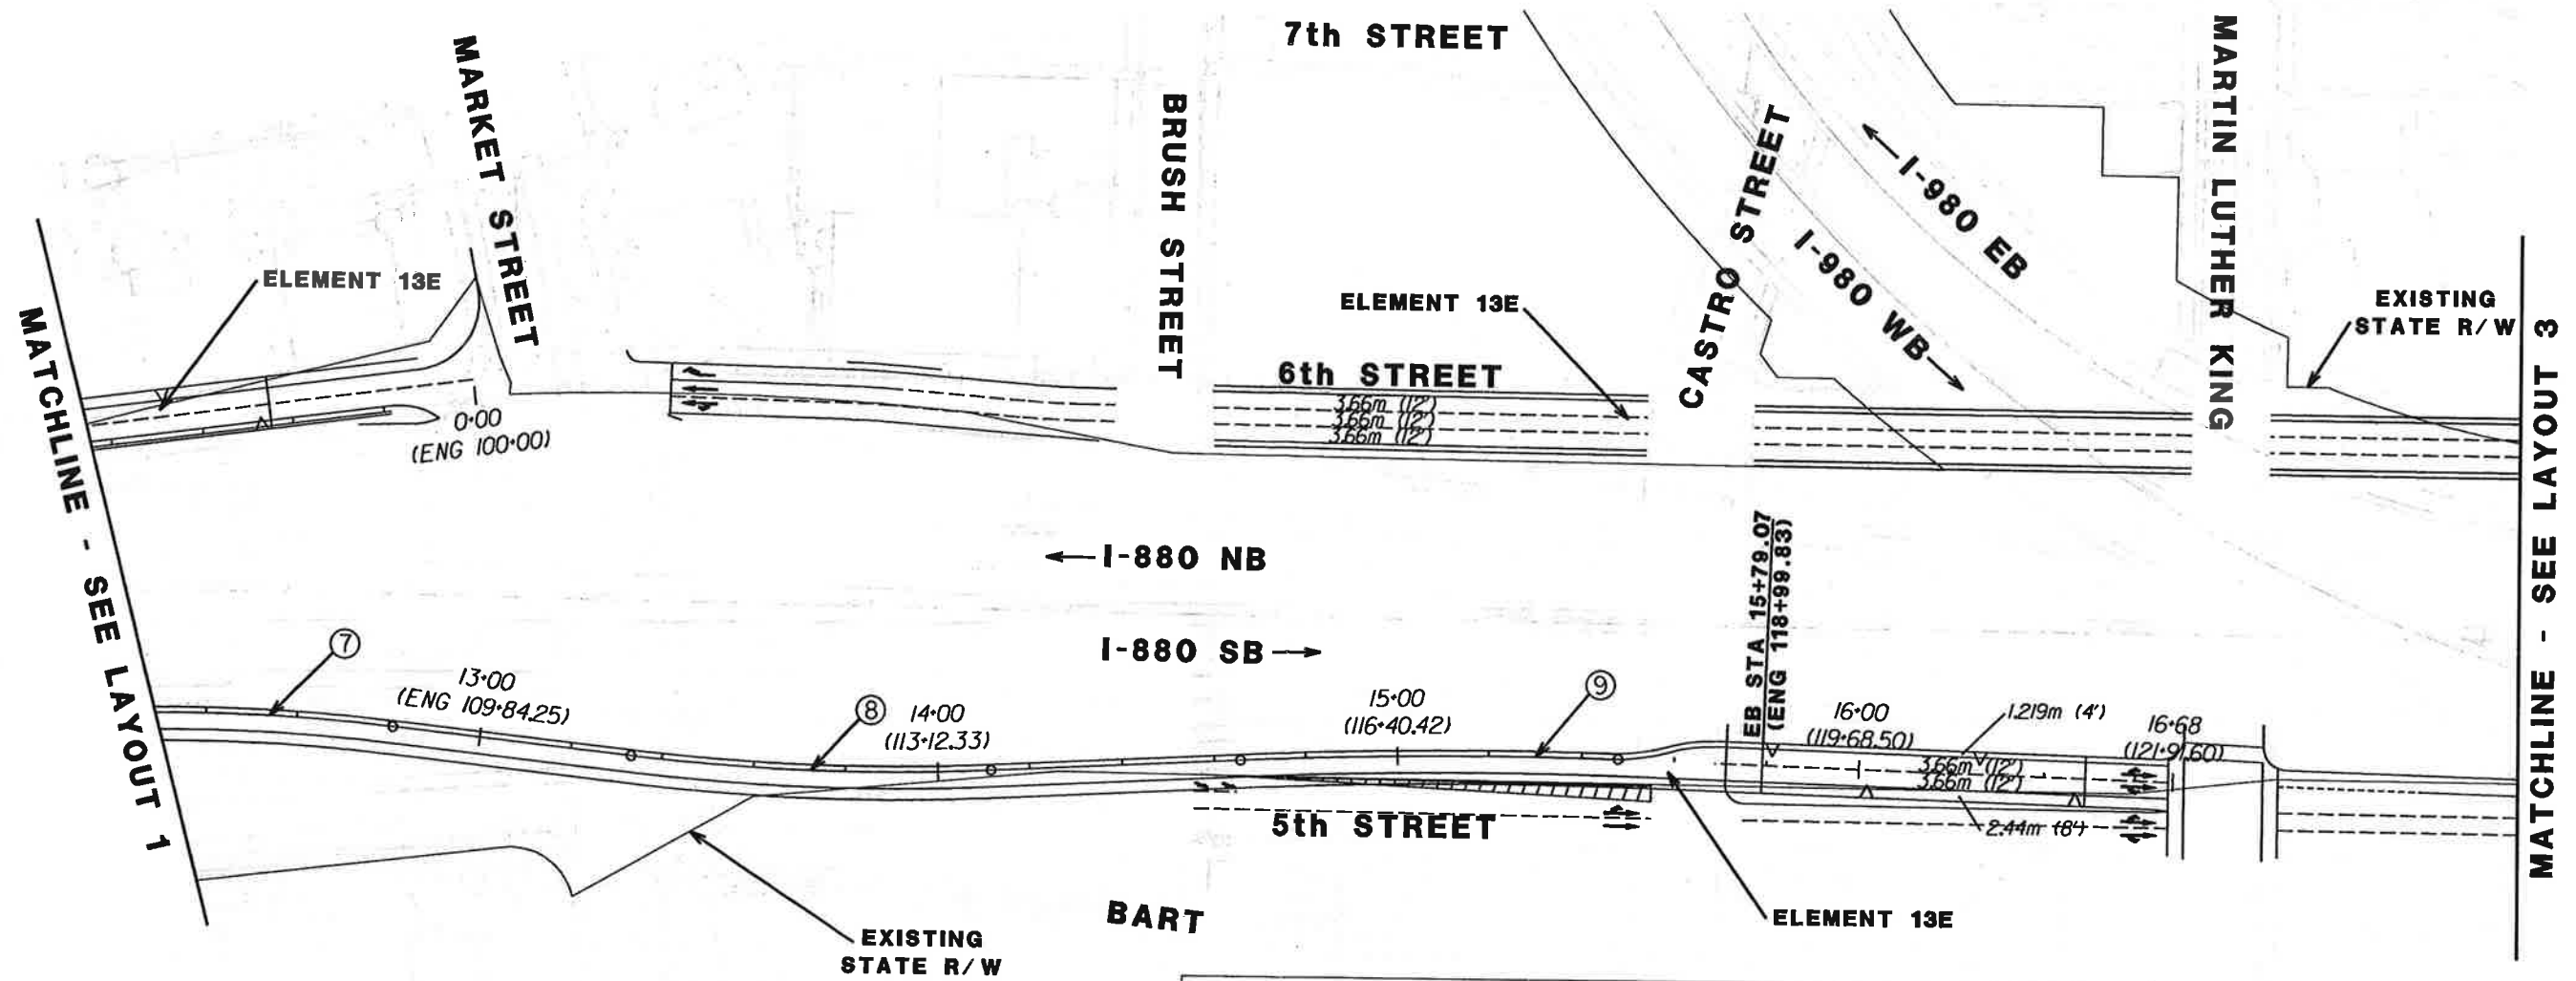 7th STREET
MARKET STREET
BRUSH STREET
CASTRO STREET
MARTIN LUTHER KING
← I-980 EB
I-980 WB →
ELEMENT 13E
ELEMENT 13E
EXISTING
STATE R/W
MATCHLINE - SEE LAYOUT 1
MATCHLINE - SEE LAYOUT 3
6th STREET
3.66m (12')
3.66m (12')
3.66m (12')
0+00
(ENG 100+00)
← I-880 NB
I-880 SB →
EB STA 15+79.07
(ENG 118+99.83)
7
13+00
(ENG 109+84.25)
8
14+00
(113+12.33)
15+00
(116+40.42)
9
16+00
(119+68.50)
1.219m (4')
16+68
3.66m (12')
3.66m (12')
2.44m (8')
5th STREET
BART
ELEMENT 13E
EXISTING
STATE R/W